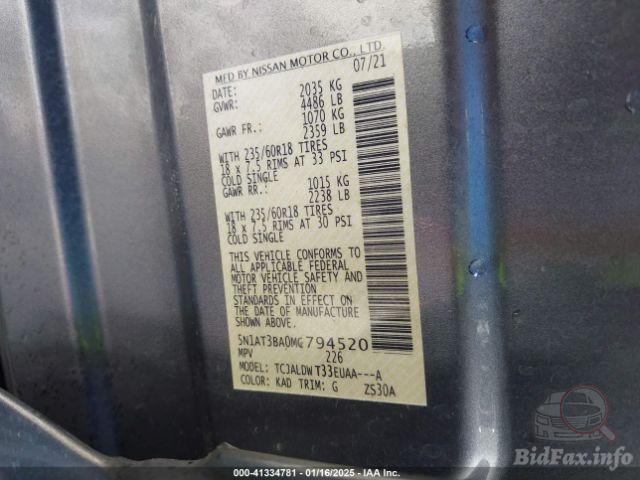 MFD BY NISSAN MOTOR CO., LTD.
DATE: 07/21
GVWR: 2035 KG
4486 LB
GAWR FR.: 1070 KG
2359 LB
WITH 235/60R18 TIRES
18 x 7.5 RIMS AT 33 PSI
COLD SINGLE
GAWR RR.: 1015 KG
2238 LB
WITH 235/60R18 TIRES
18 x 7.5 RIMS AT 30 PSI
COLD SINGLE
THIS VEHICLE CONFORMS TO
ALL APPLICABLE FEDERAL
MOTOR VEHICLE SAFETY AND
THEFT PREVENTION
STANDARDS IN EFFECT ON
THE DATE OF MANUFACTURE
SHOWN ABOVE.
5N1AT3BA0MC794520
MPV 226
MODEL: TCJALDWT33EUAA---A
COLOR: KAD TRIM: G ZS30A
000-41334781 - 01/16/2025 - IAA Inc.
BidFax.info